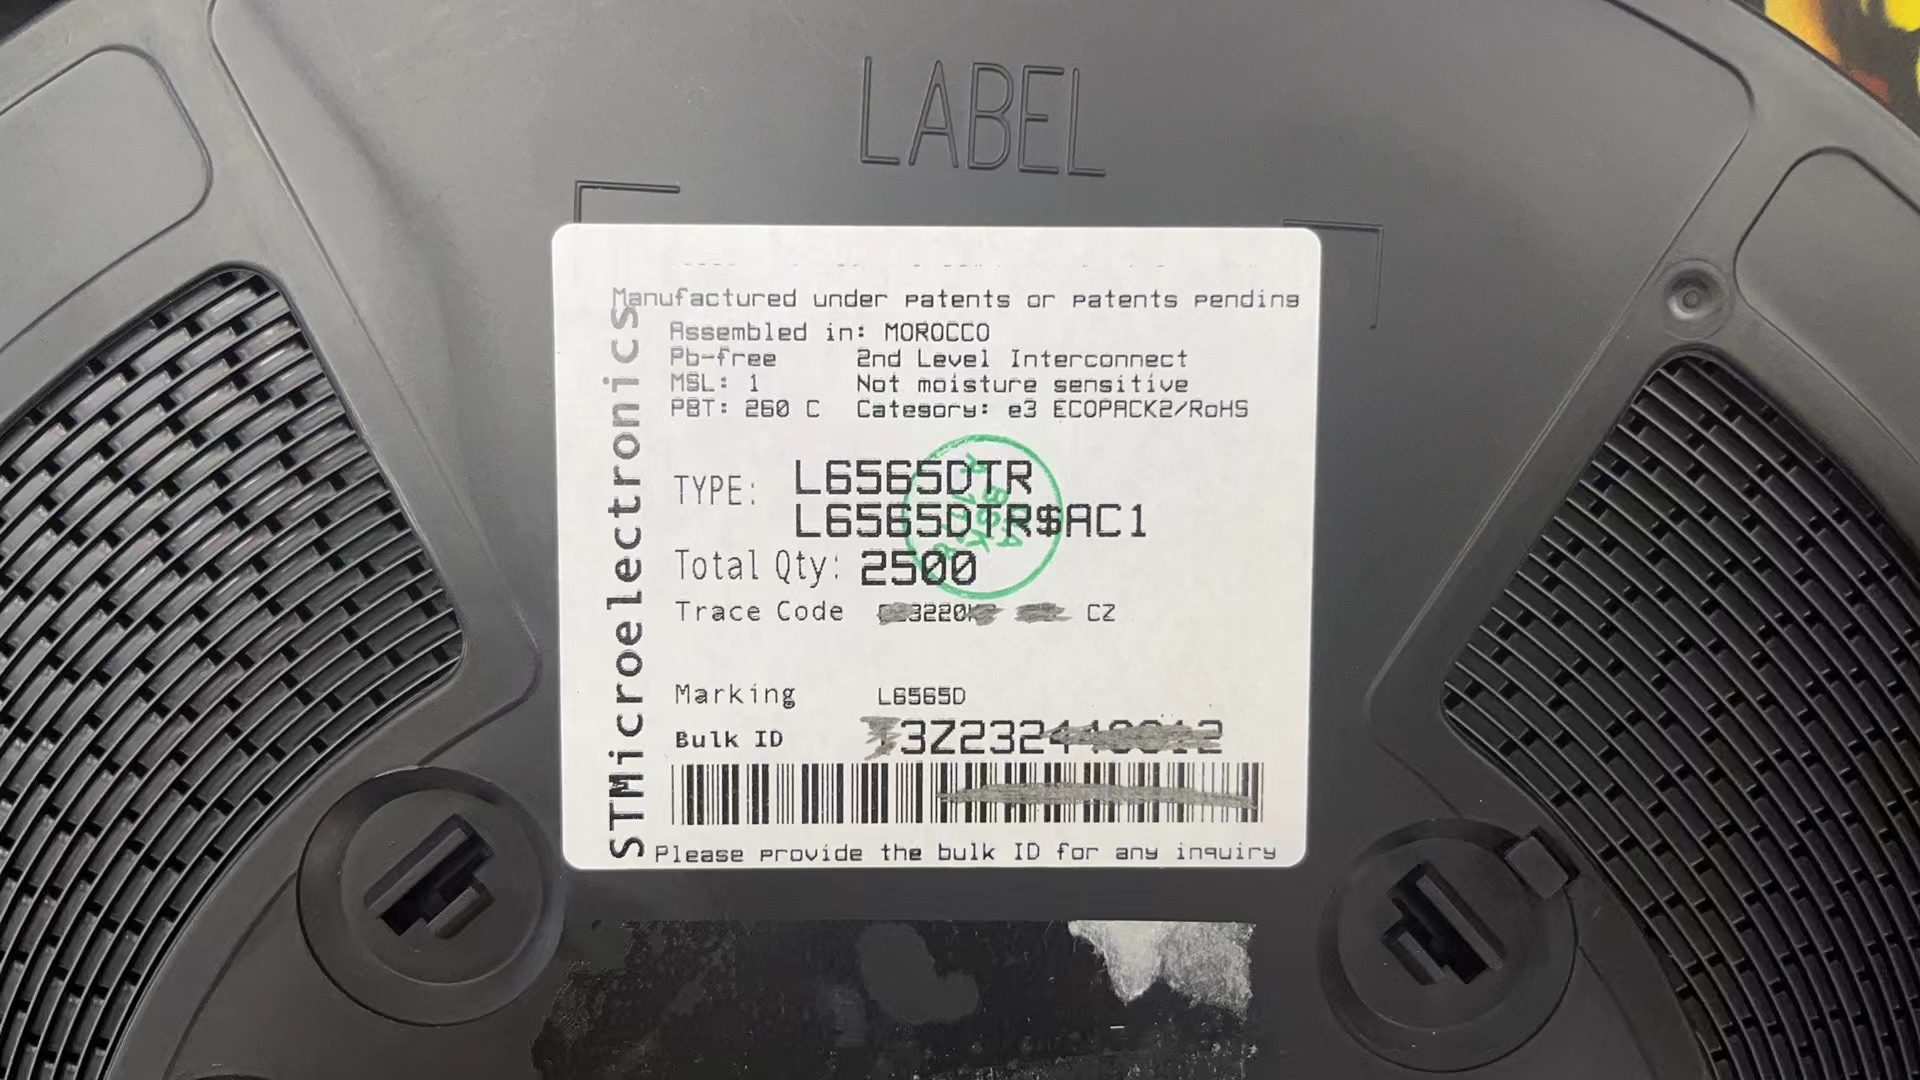 LABEL
STMicroelectronics
Manufactured under patents or patents pending
Assembled in: MOROCCO
Pb-free 2nd Level Interconnect
MSL: 1 Not moisture sensitive
PBT: 260 C Category: e3 ECOPACK2/RoHS
TYPE: L6565DTR
L6565DTR$AC1
Total Qty: 2500
Trace Code CZ
Marking L6565D
Bulk ID
Please provide the bulk ID for any inquiry